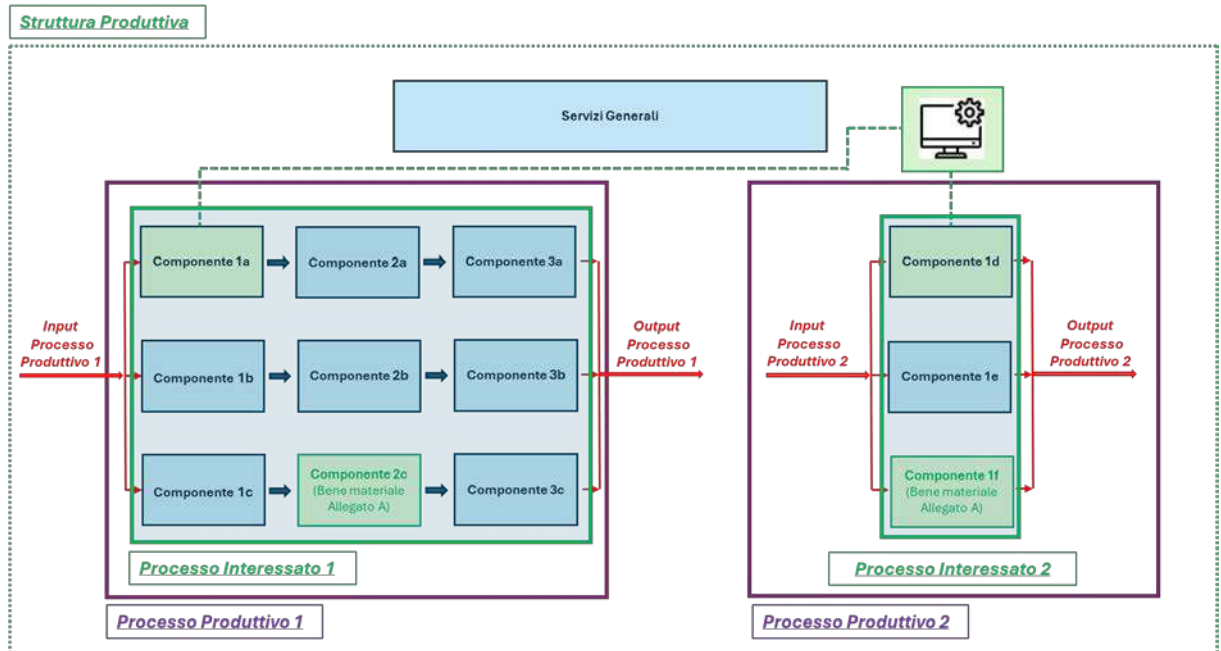 Struttura Produttiva
Servizi Generali
Componente 1a
Componente 2a
Componente 3a
Input
Processo
Produttivo 1
Componente 1b
Componente 2b
Componente 3b
Output
Processo
Produttivo 1
Componente 1c
Componente 2c
(Bene materiale
Allegato A)
Componente 3c
Processo Interessato 1
Processo Produttivo 1
Componente 1d
Input
Processo
Produttivo 2
Componente 1e
Output
Processo
Produttivo 2
Componente 1f
(Bene materiale
Allegato A)
Processo Interessato 2
Processo Produttivo 2